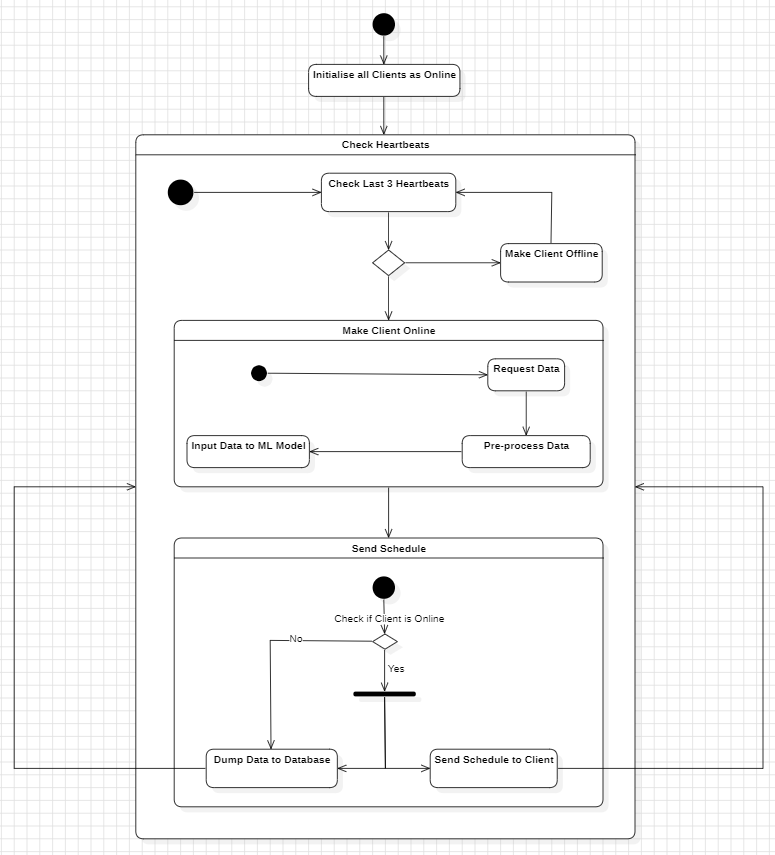 Initialise all Clients as Online
Check Heartbeats
Check Last 3 Heartbeats
Make Client Offline
Make Client Online
Request Data
Input Data to ML Model
Pre-process Data
Send Schedule
Check if Client is Online
No
Yes
Dump Data to Database
Send Schedule to Client